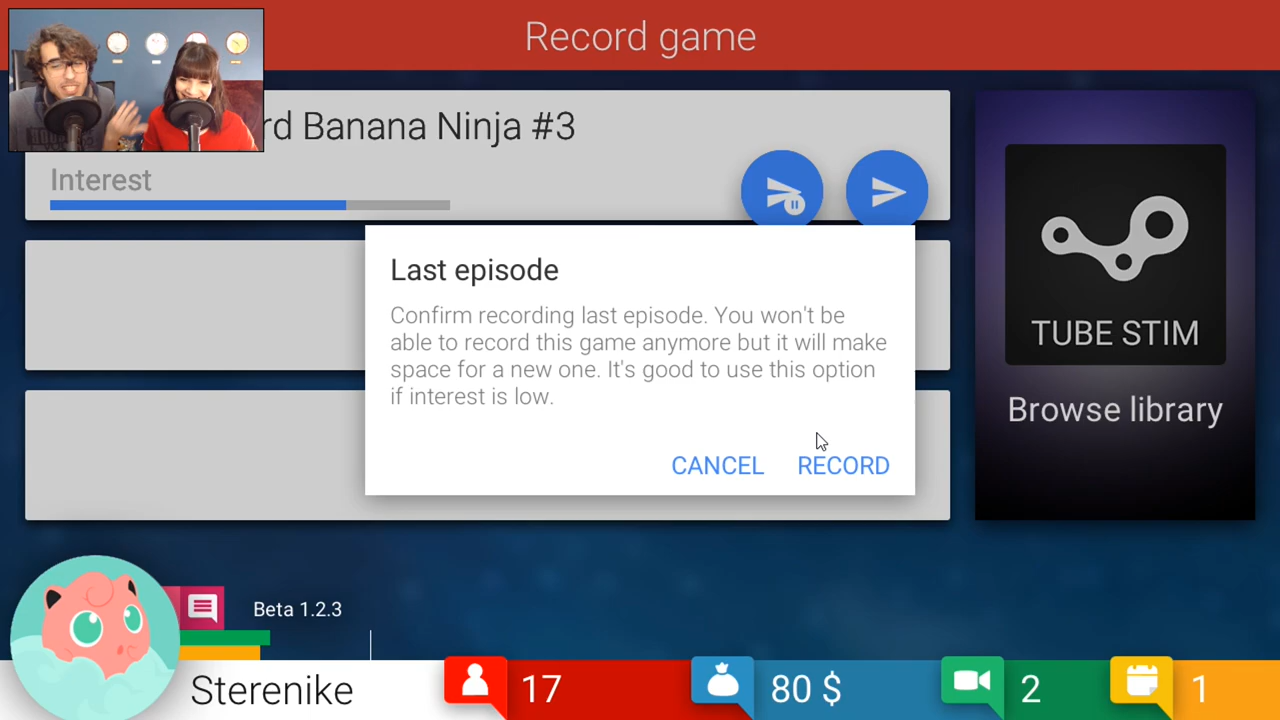 Record game
rd Banana Ninja #3
Interest
Last episode
Confirm recording last episode. You won't be
able to record this game anymore but it will make
space for a new one. It's good to use this option
if interest is low.
CANCEL RECORD
TUBE STIM
Browse library
Beta 1.2.3
Sterenike
17
80 $
2
1